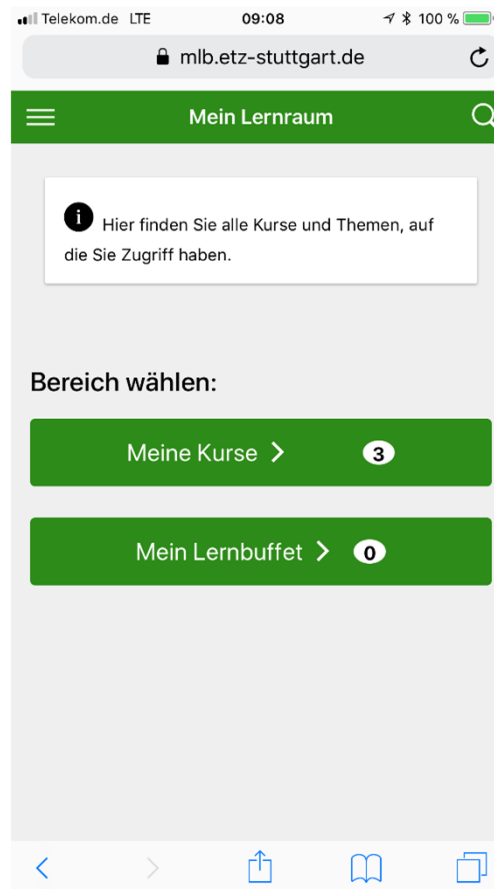 Telekom.de LTE 09:08 100 %
mlb.etz-stuttgart.de
Mein Lernraum
i Hier finden Sie alle Kurse und Themen, auf
die Sie Zugriff haben.
Bereich wählen:
Meine Kurse 3
Mein Lernbuffet 0